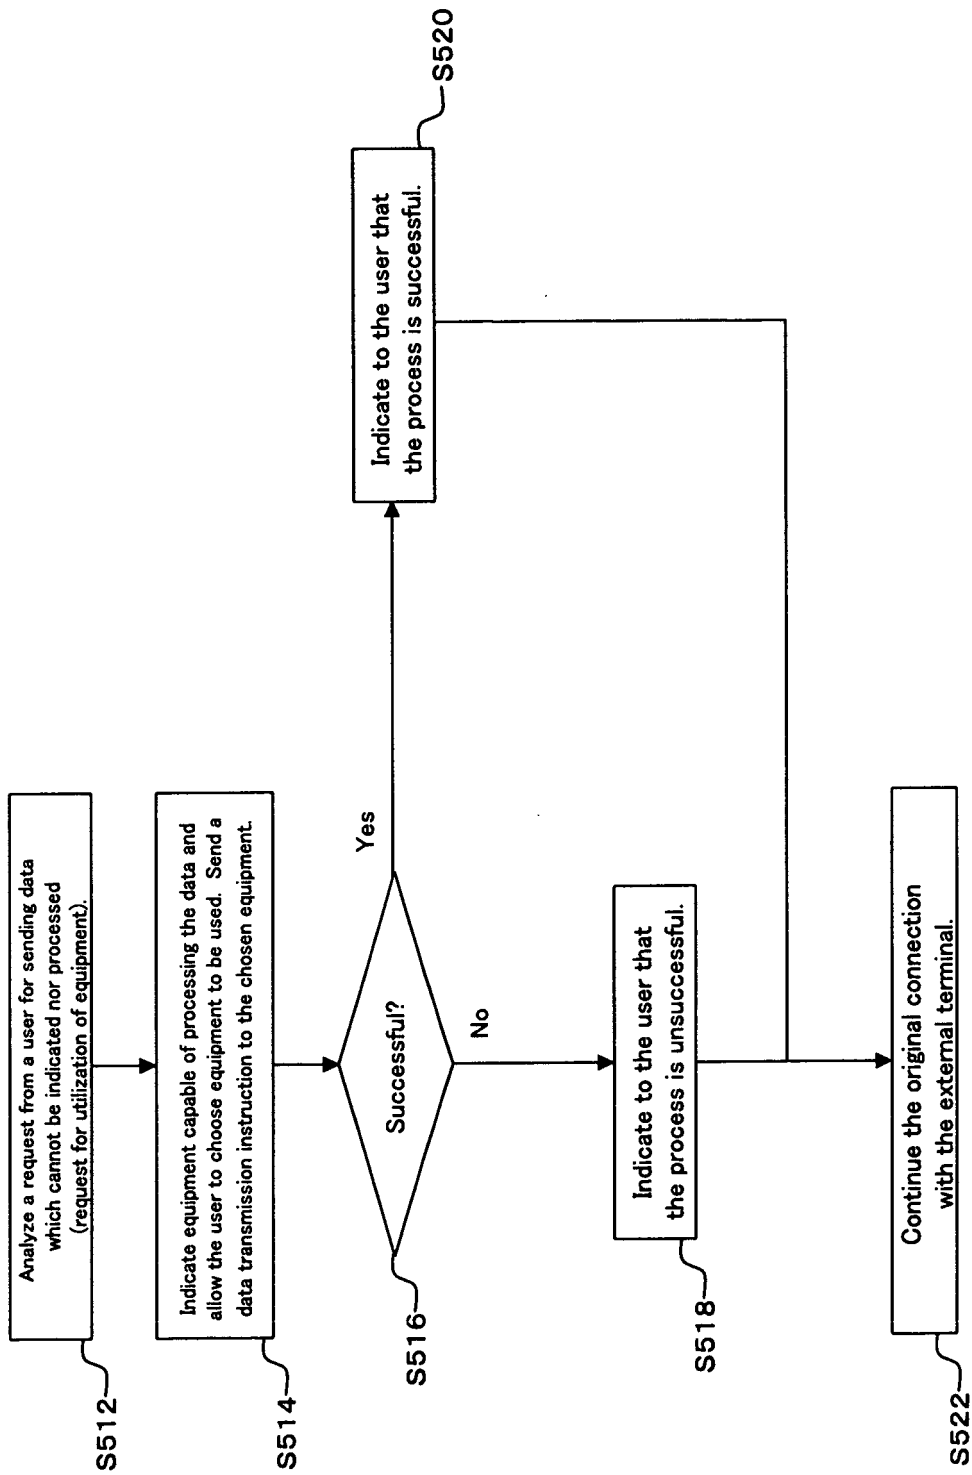 Analyze a request from a user for sending data
which cannot be indicated nor processed
(request for utilization of equipment).
S512
Indicate equipment capable of processing the data and
allow the user to choose equipment to be used. Send a
data transmission instruction to the chosen equipment.
S514
Successful?
S516
Yes
No
Indicate to the user that
the process is successful.
S520
Indicate to the user that
the process is unsuccessful.
S518
Continue the original connection
with the external terminal.
S522